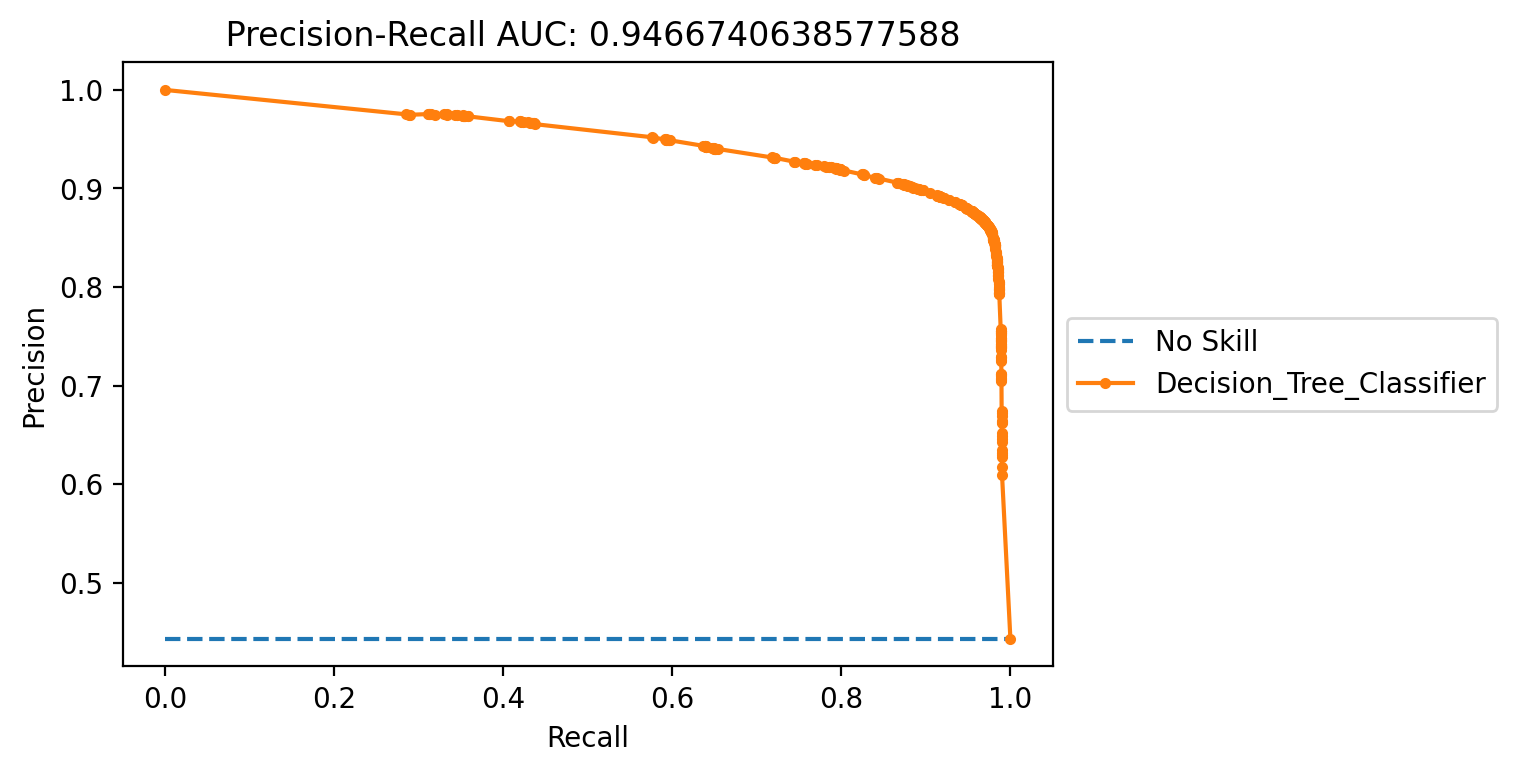 Precision-Recall AUC: 0.9466740638577588
1.0
0.9
0.8
0.7
0.6
0.5
Precision
0.0 0.2 0.4 0.6 0.8 1.0
Recall
No Skill
Decision_Tree_Classifier